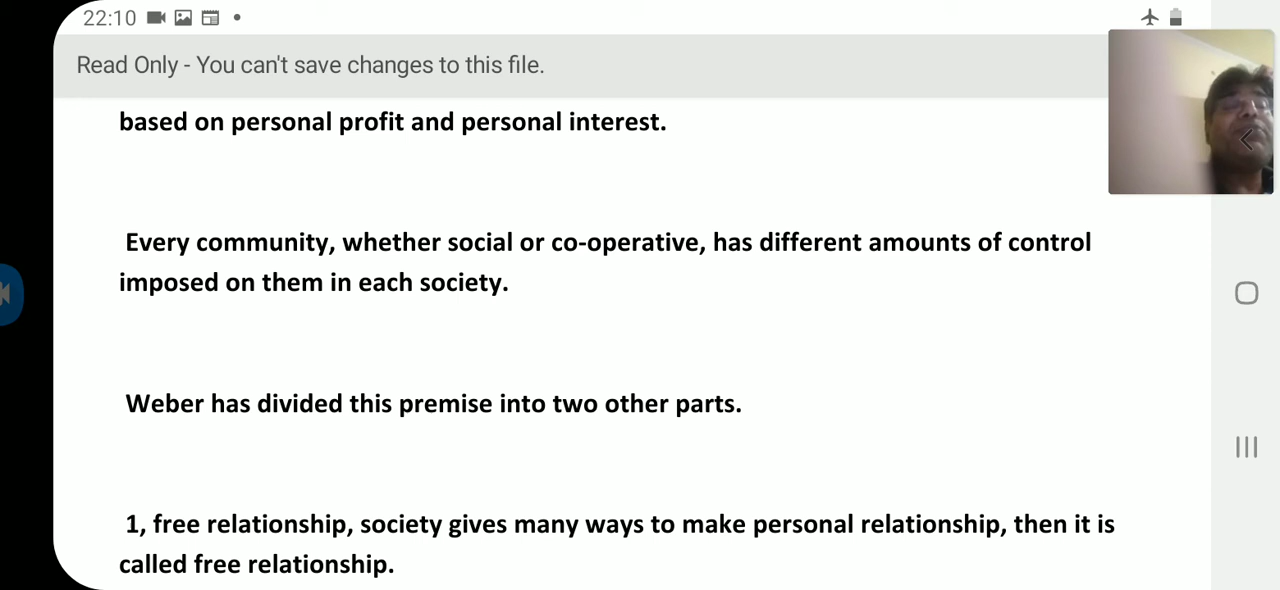 22:10
Read Only - You can't save changes to this file.
based on personal profit and personal interest.
Every community, whether social or co-operative, has different amounts of control
imposed on them in each society.
Weber has divided this premise into two other parts.
1, free relationship, society gives many ways to make personal relationship, then it is
called free relationship.